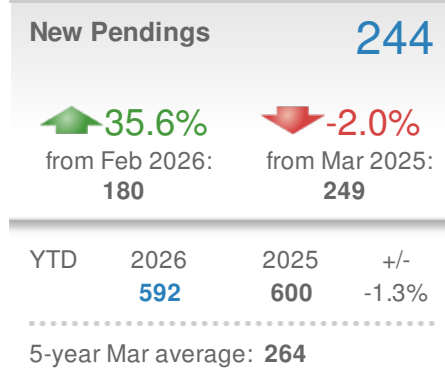 New Pendings 244
35.6% -2.0%
from Feb 2026: from Mar 2025:
180 249
YTD 2026 2025 +/-
592 600 -1.3%
5-year Mar average: 264